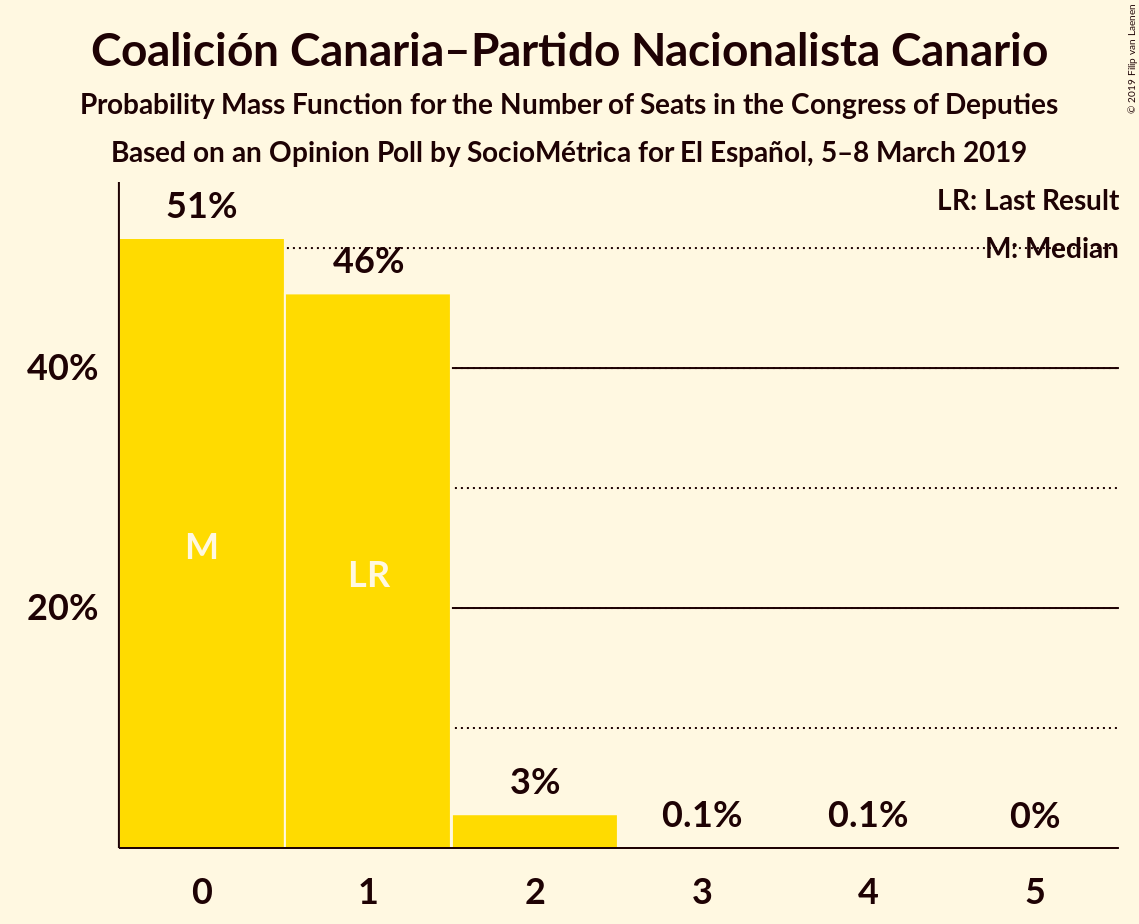 Coalición Canaria–Partido Nacionalista Canario
Probability Mass Function for the Number of Seats in the Congress of Deputies
Based on an Opinion Poll by SocioMétrica for El Español, 5–8 March 2019
© 2019 Filip van Laenen
LR: Last Result
M: Median
51%
46%
40%
M
LR
20%
3%
0.1%
0.1%
0%
0
1
2
3
4
5